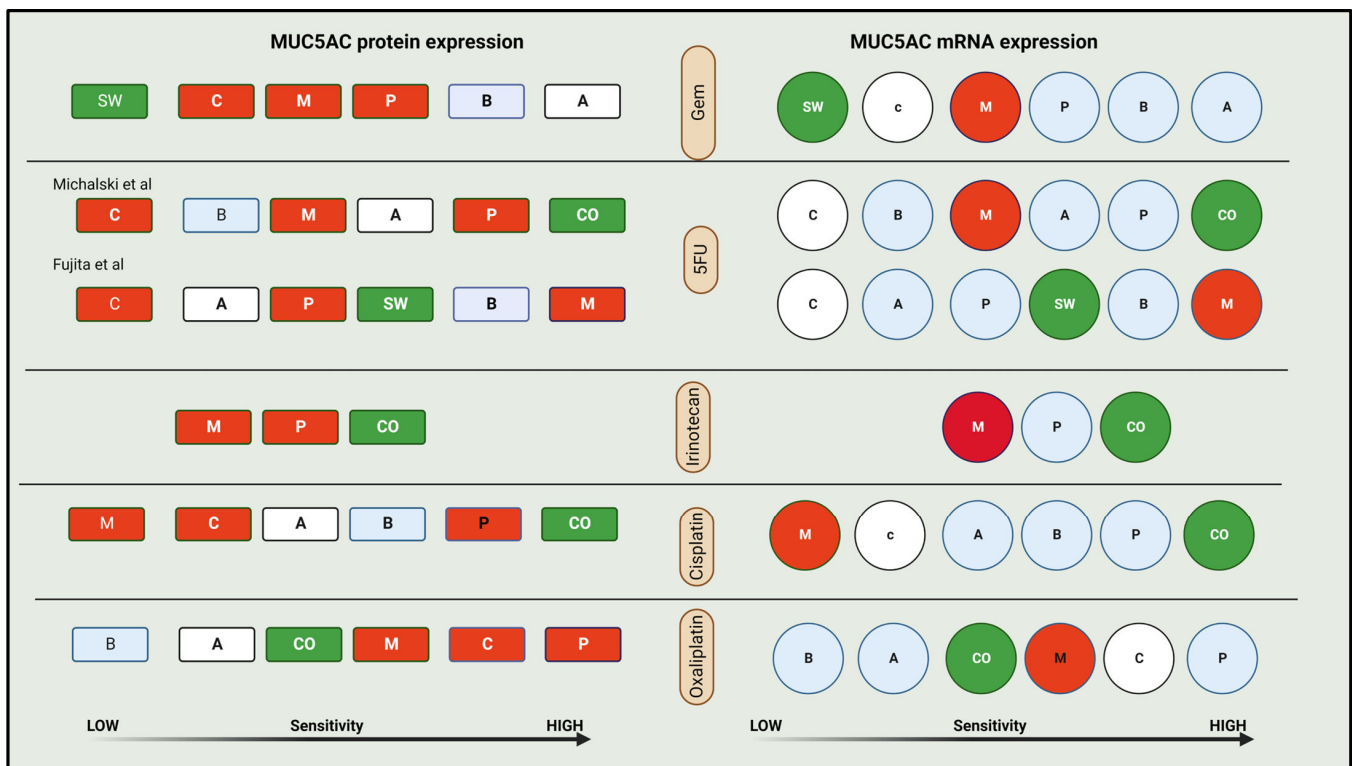 MUC5AC protein expression
MUC5AC mRNA expression
SW C M P B A
Gem
SW c M P B A
Michalski et al
C B M A P CO
5FU
C B M A P CO
Fujita et al
C A P SW B M
C A P SW B M
M P CO
Irinotecan
M P CO
M C A B P CO
Cisplatin
M c A B P CO
B A CO M C P
Oxaliplatin
B A CO M C P
LOW Sensitivity HIGH
LOW Sensitivity HIGH